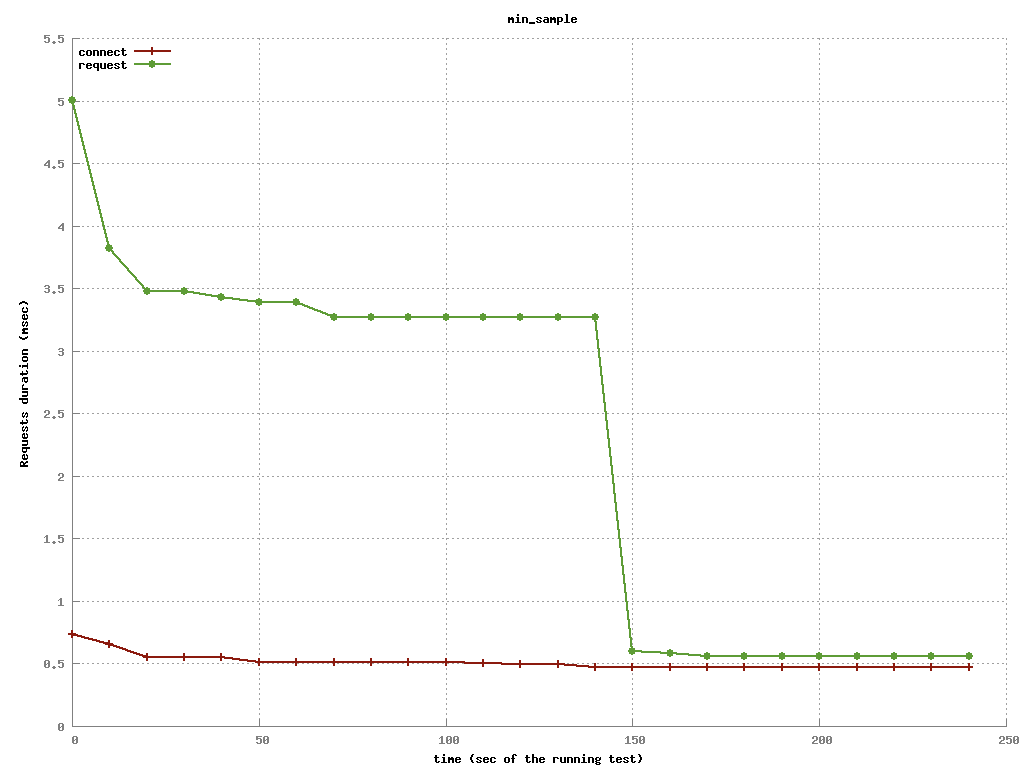 min_sample
5.5
connect
request
5
4.5
4
3.5
3
2.5
2
1.5
1
0.5
0
Requests duration (msec)
0 50 100 150 200 250
time (sec of the running test)